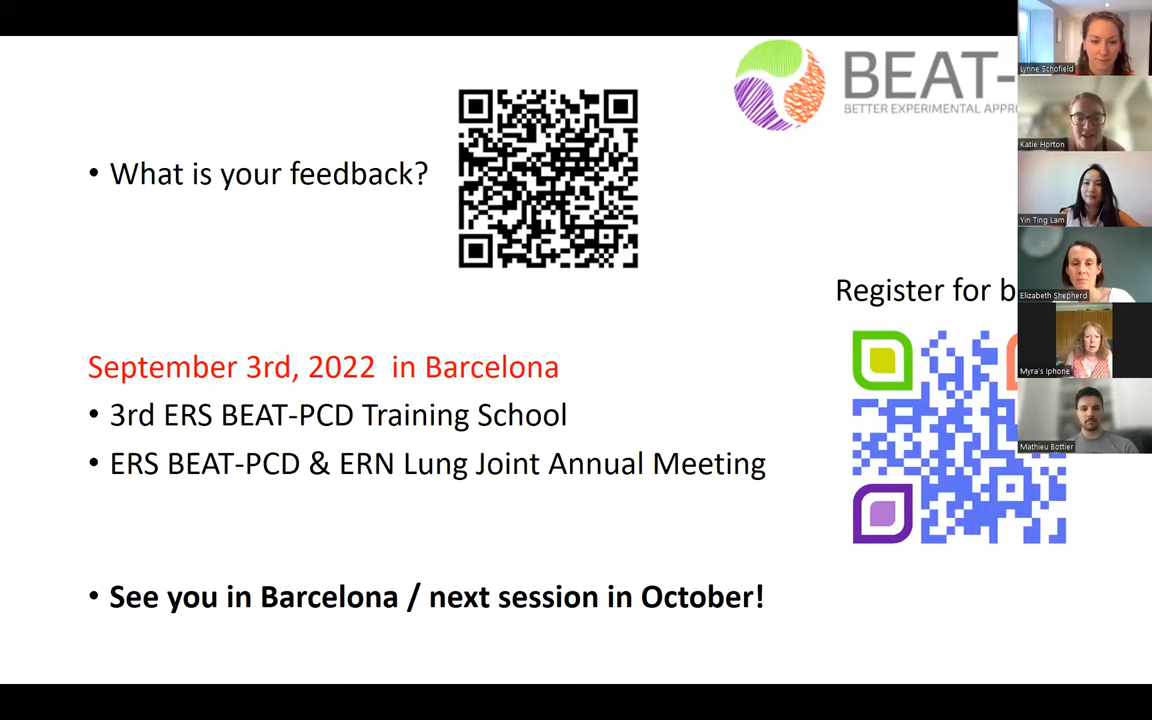 BEAT-
BETTER EXPERIMENTAL APPRO
• What is your feedback?
Register for b
September 3rd, 2022 in Barcelona
• 3rd ERS BEAT-PCD Training School
• ERS BEAT-PCD & ERN Lung Joint Annual Meeting
• See you in Barcelona / next session in October!
Lynne Schofield
Katie Horton
Yin Ting Lam
Elizabeth Shepherd
Myra's Iphone
Mathieu Bottier